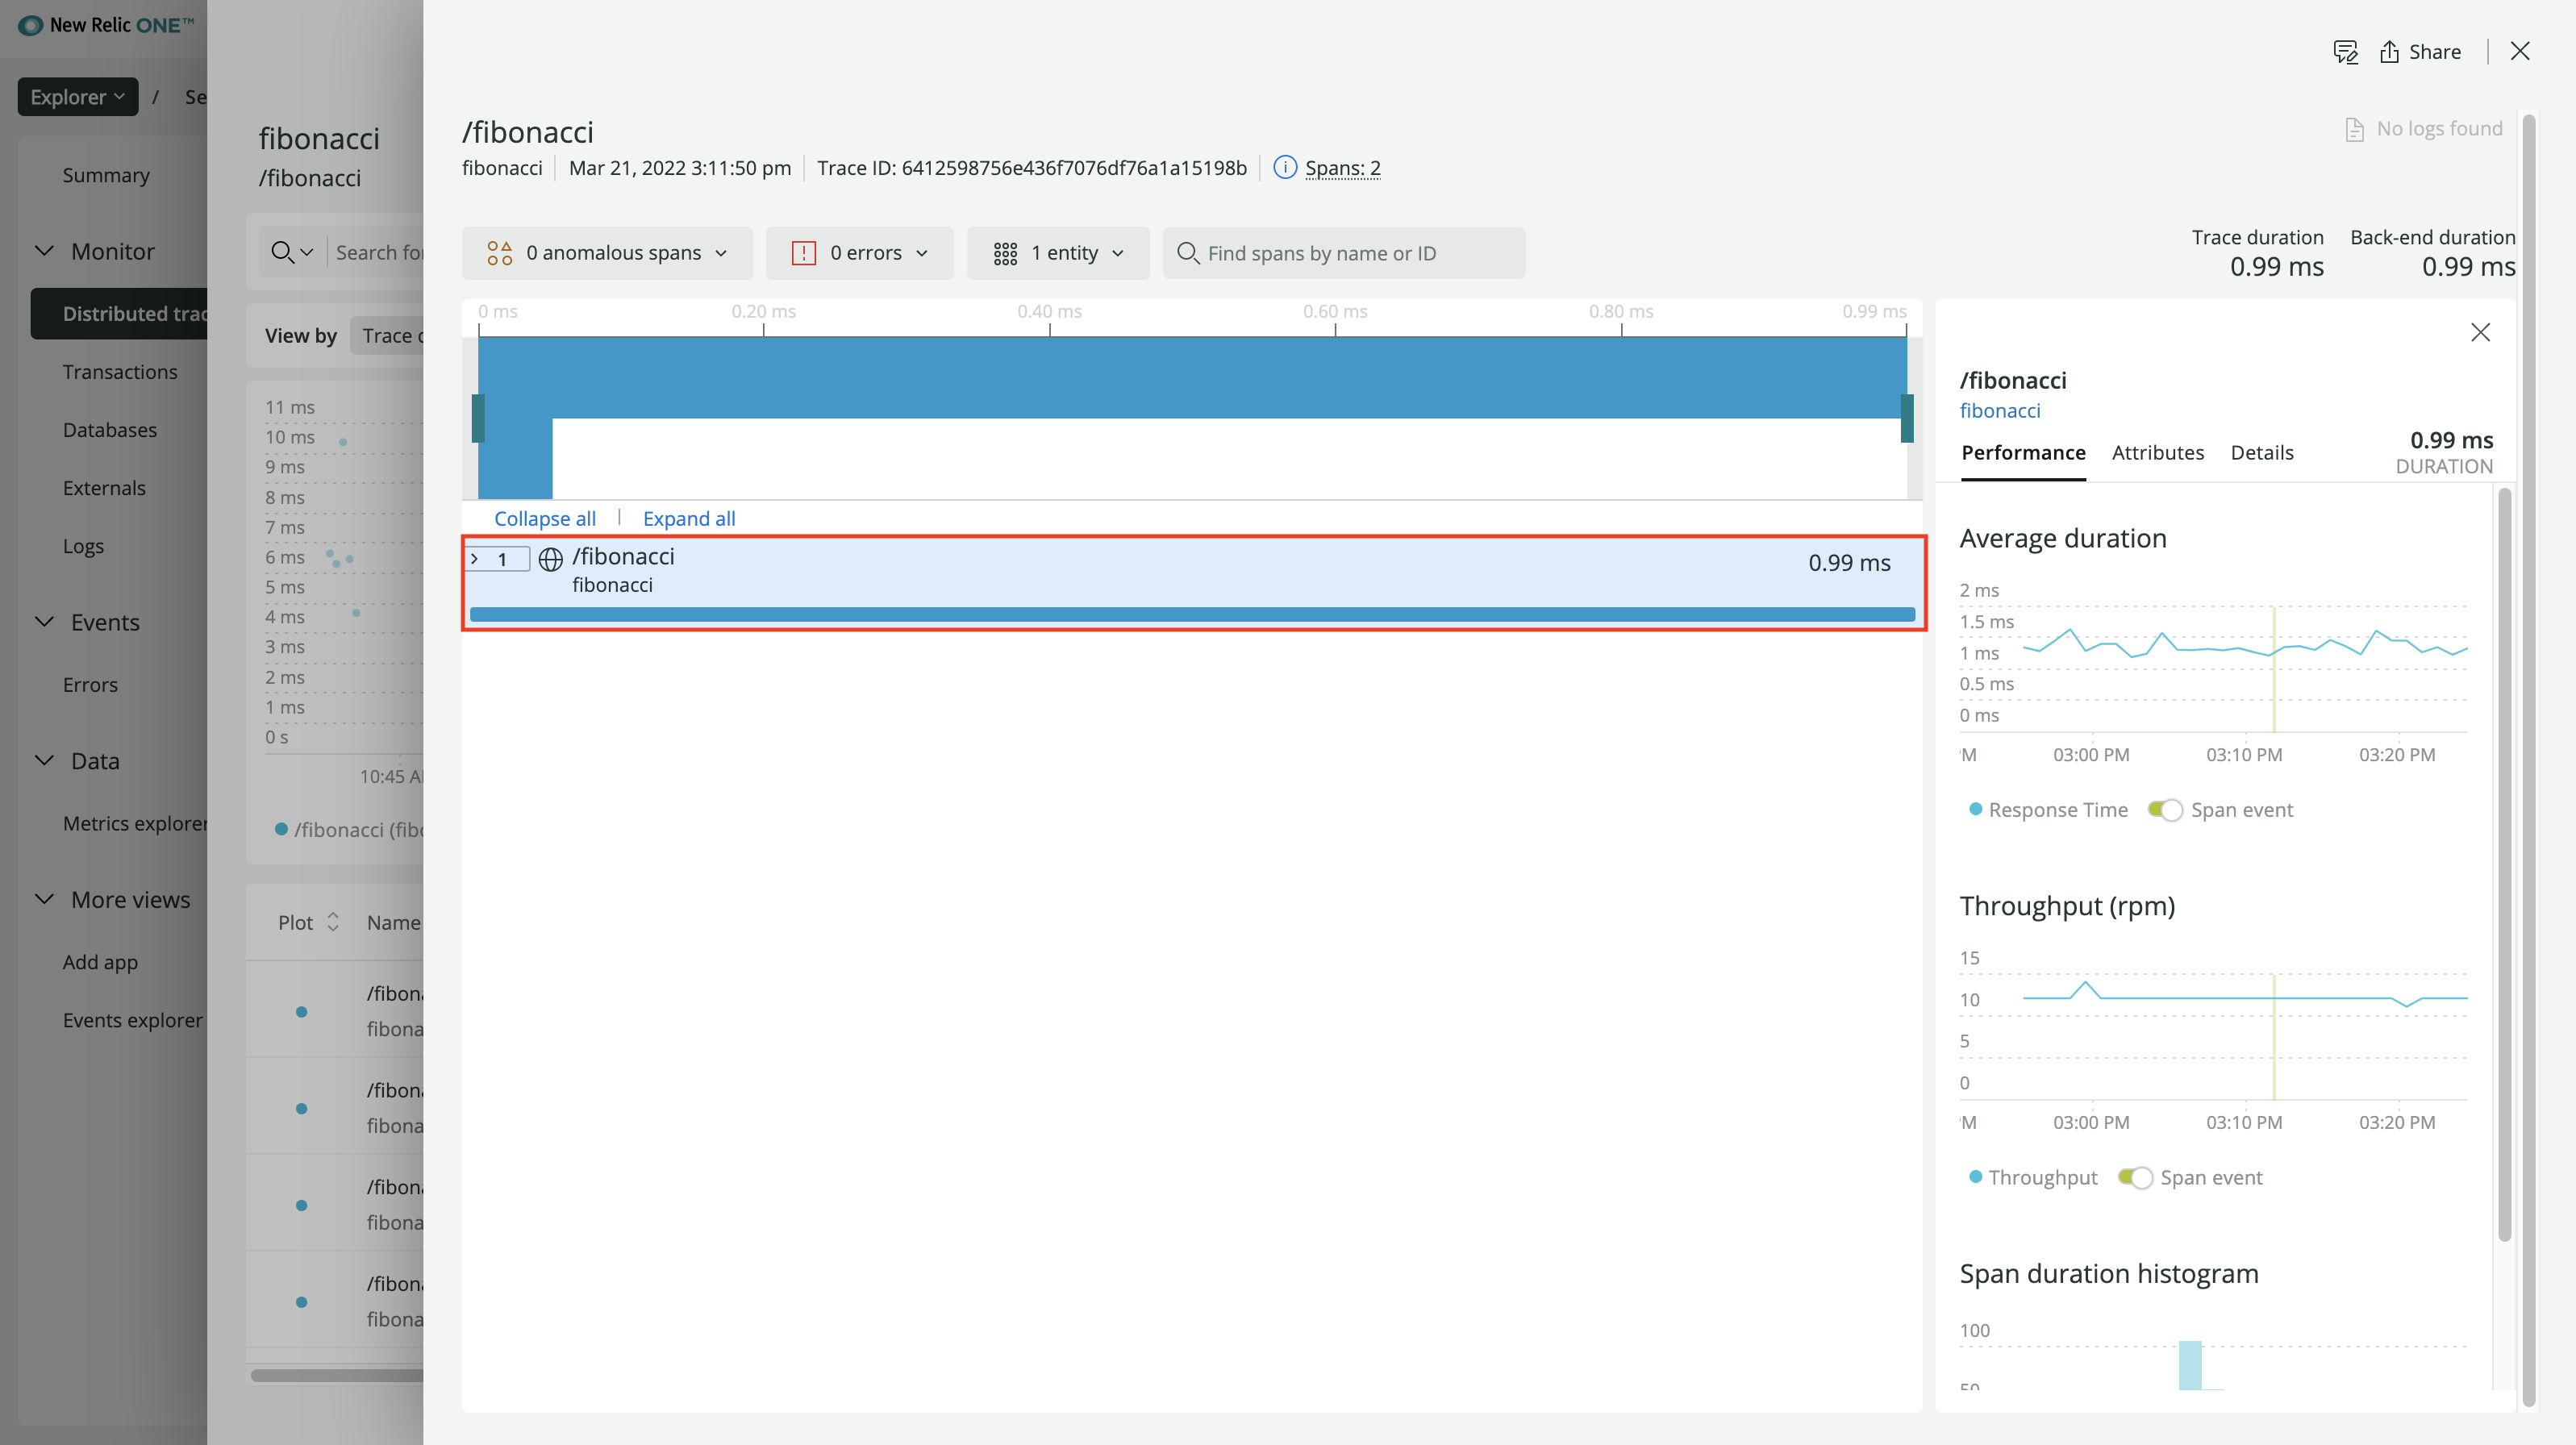 New Relic ONE™
Explorer / Se
Summary
Monitor
Distributed trac
Transactions
Databases
Externals
Logs
Events
Errors
Data
Metrics explorer
More views
Add app
Events explorer
fibonacci
/fibonacci
Search for
View by Trace d
11 ms
10 ms
9 ms
8 ms
7 ms
6 ms
5 ms
4 ms
3 ms
2 ms
1 ms
0 s
10:45 A
/fibonacci (fibo
Plot Name
/fibona
fibona
/fibona
fibona
/fibona
fibona
/fibona
fibona
Share
/fibonacci
No logs found
fibonacci Mar 21, 2022 3:11:50 pm Trace ID: 6412598756e436f7076df76a1a15198b Spans: 2
0 anomalous spans 0 errors 1 entity Find spans by name or ID
Trace duration Back-end duration
0.99 ms 0.99 ms
0 ms 0.20 ms 0.40 ms 0.60 ms 0.80 ms 0.99 ms
Collapse all | Expand all
1 /fibonacci 0.99 ms
fibonacci
/fibonacci
fibonacci
Performance Attributes Details 0.99 ms
DURATION
Average duration
2 ms
1.5 ms
1 ms
0.5 ms
0 ms
PM 03:00 PM 03:10 PM 03:20 PM
Response Time Span event
Throughput (rpm)
15
10
5
0
PM 03:00 PM 03:10 PM 03:20 PM
Throughput Span event
Span duration histogram
100
50